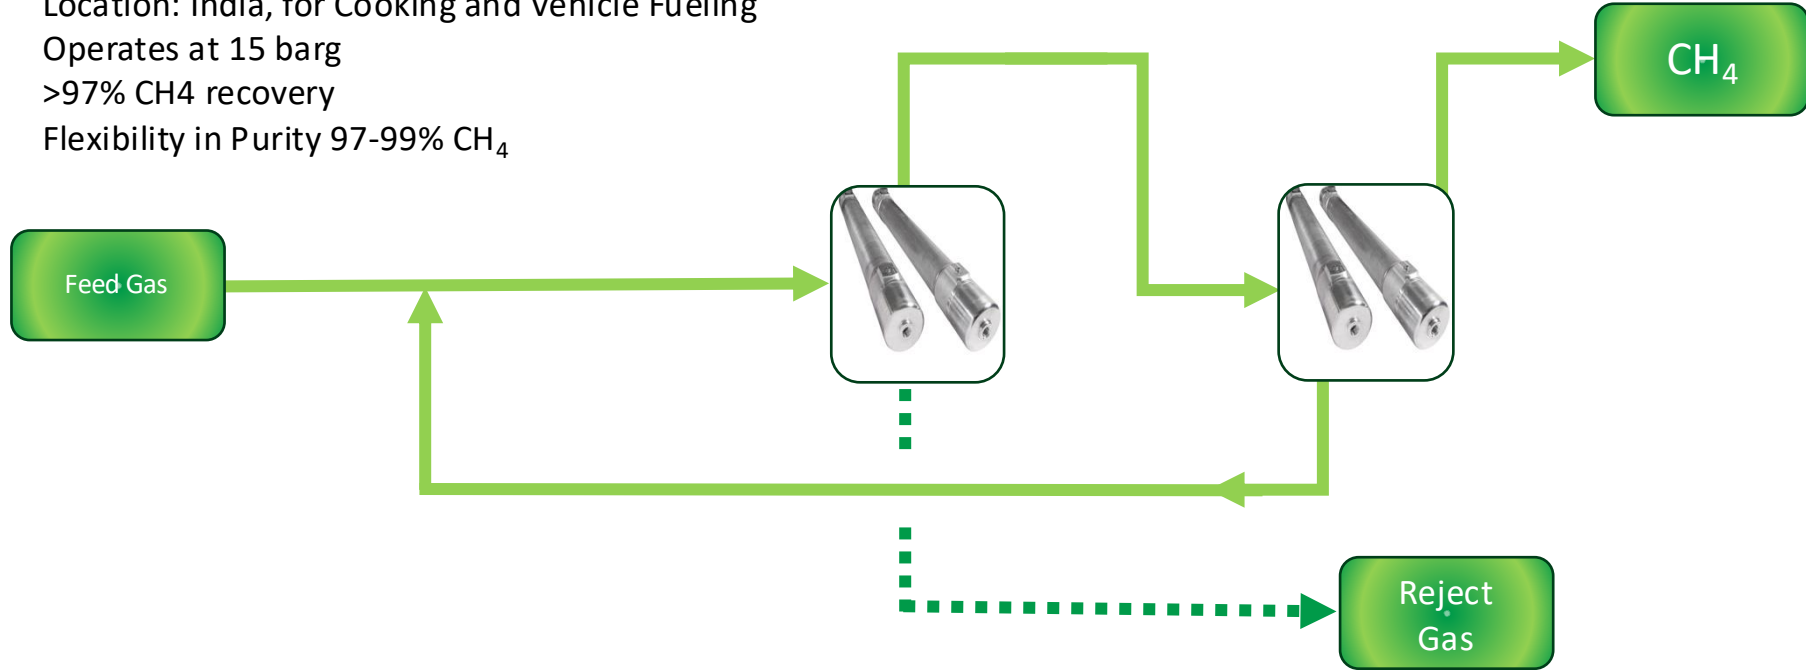 Location: India, for Cooking and Vehicle Fueling
Operates at 15 barg
>97% CH4 recovery
Flexibility in Purity 97-99% CH₄
CH₄
Feed Gas
Reject
Gas